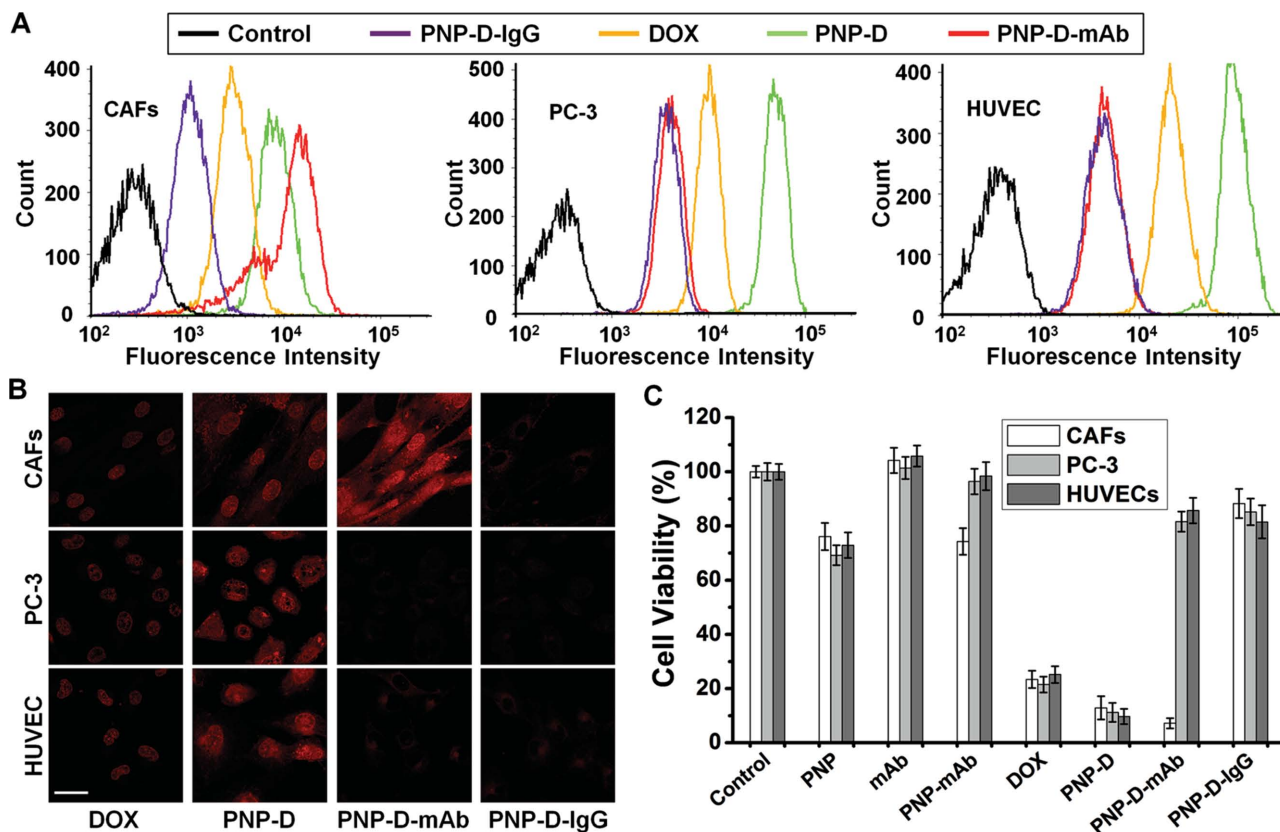 A
Control PNP-D-IgG DOX PNP-D PNP-D-mAb
400
300
200
100
0
Count
CAFs
10² 10³ 10⁴ 10⁵
Fluorescence Intensity
500
400
300
200
100
0
Count
PC-3
10² 10³ 10⁴ 10⁵
Fluorescence Intensity
400
300
200
100
0
Count
HUVEC
10² 10³ 10⁴ 10⁵
Fluorescence Intensity
B
CAFs
PC-3
HUVEC
DOX PNP-D PNP-D-mAb PNP-D-IgG
C
CAFs
PC-3
HUVECs
120
100
80
60
40
20
0
Cell Viability (%)
Control PNP mAb PNP-mAb DOX PNP-D PNP-D-mAb PNP-D-IgG